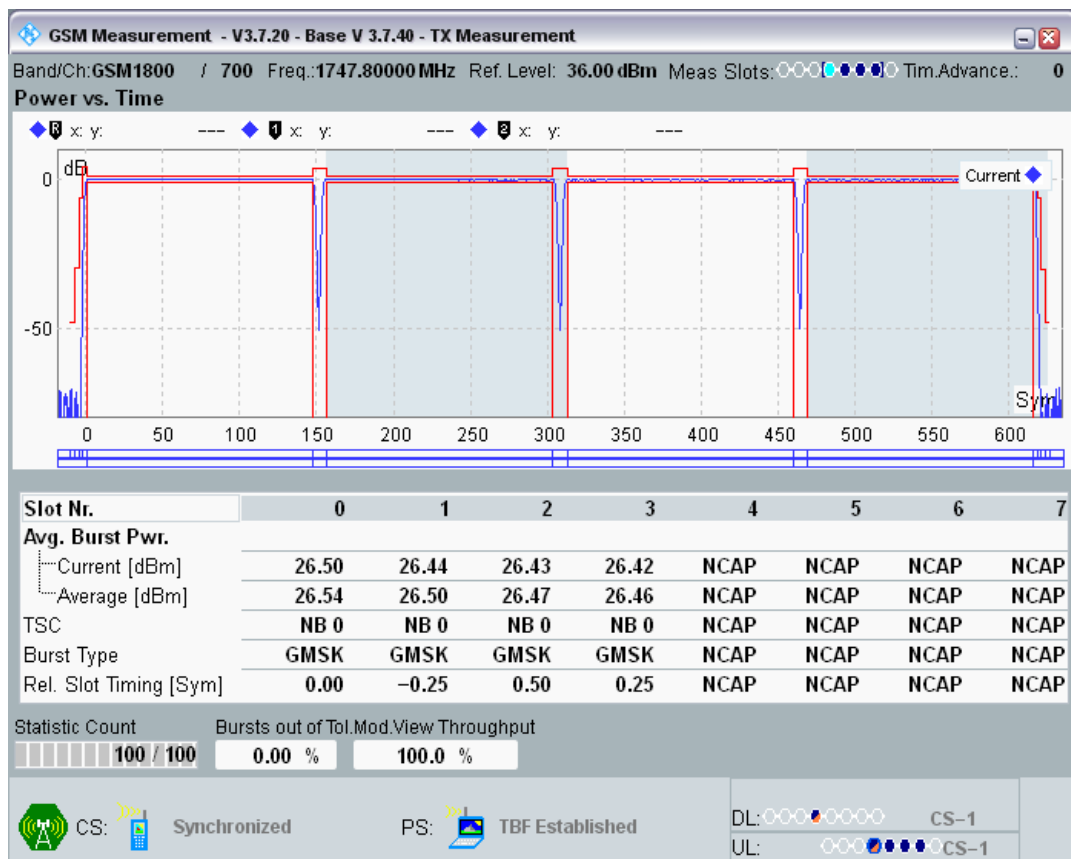 GSM Measurement - V3.7.20 - Base V 3.7.40 - TX Measurement
Band/Ch:GSM1800 / 700 Freq.:1747.80000 MHz Ref. Level: 36.00 dBm Meas Slots: Tim.Advance.: 0
Power vs. Time
R x: y: --- 1 x: y: --- 2 x: y: ---
dB
Current
0
-50
Sym
0 50 100 150 200 250 300 350 400 450 500 550 600
Slot Nr. 0 1 2 3 4 5 6 7
Avg. Burst Pwr.
Current [dBm] 26.50 26.44 26.43 26.42 NCAP NCAP NCAP NCAP
Average [dBm] 26.54 26.50 26.47 26.46 NCAP NCAP NCAP NCAP
TSC NB 0 NB 0 NB 0 NB 0 NCAP NCAP NCAP NCAP
Burst Type GMSK GMSK GMSK GMSK NCAP NCAP NCAP NCAP
Rel. Slot Timing [Sym] 0.00 −0.25 0.50 0.25 NCAP NCAP NCAP NCAP
Statistic Count Bursts out of Tol.Mod.View Throughput
100 / 100 0.00 % 100.0 %
CS: Synchronized PS: TBF Established
DL: CS−1
UL: CS−1